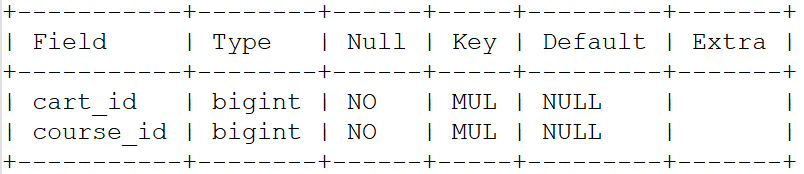 +-----------+--------+------+-----+---------+-------+
| Field     | Type   | Null | Key | Default | Extra |
+-----------+--------+------+-----+---------+-------+
| cart_id   | bigint | NO   | MUL | NULL    |       |
| course_id | bigint | NO   | MUL | NULL    |       |
+-----------+--------+------+-----+---------+-------+